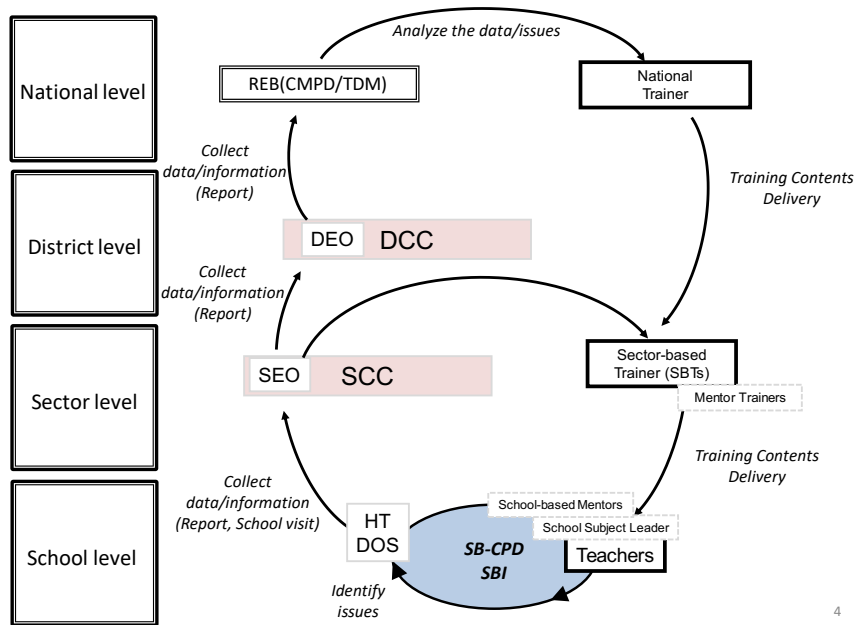 Analyze the data/issues
National level
REB(CMPD/TDM)
National
Trainer
Collect
data/information
(Report)
Training Contents
Delivery
District level
DEO
DCC
Collect
data/information
(Report)
Sector level
SEO
SCC
Sector-based
Trainer (SBTs)
Mentor Trainers
Collect
data/information
(Report, School visit)
Training Contents
Delivery
School level
HT
DOS
School-based Mentors
School Subject Leader
Teachers
SB-CPD
SBI
Identify
issues
4